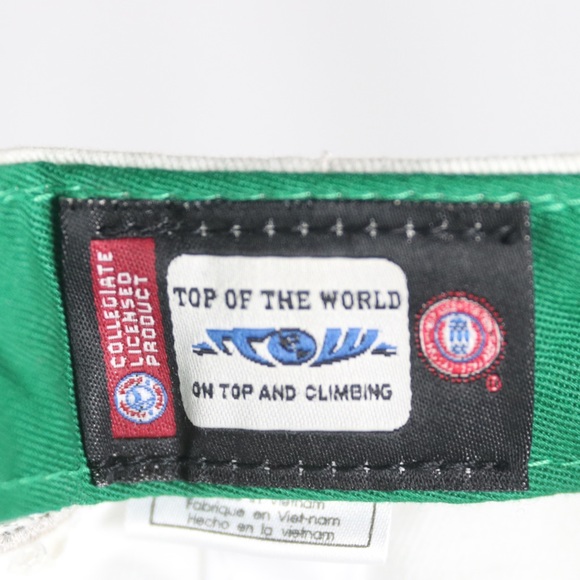 COLLEGIATE
LICENSED
PRODUCT
TOP OF THE WORLD
TOW
ON TOP AND CLIMBING
®
Vietnam
Fabriqué en Viet-nam
Hecho en la vietnam